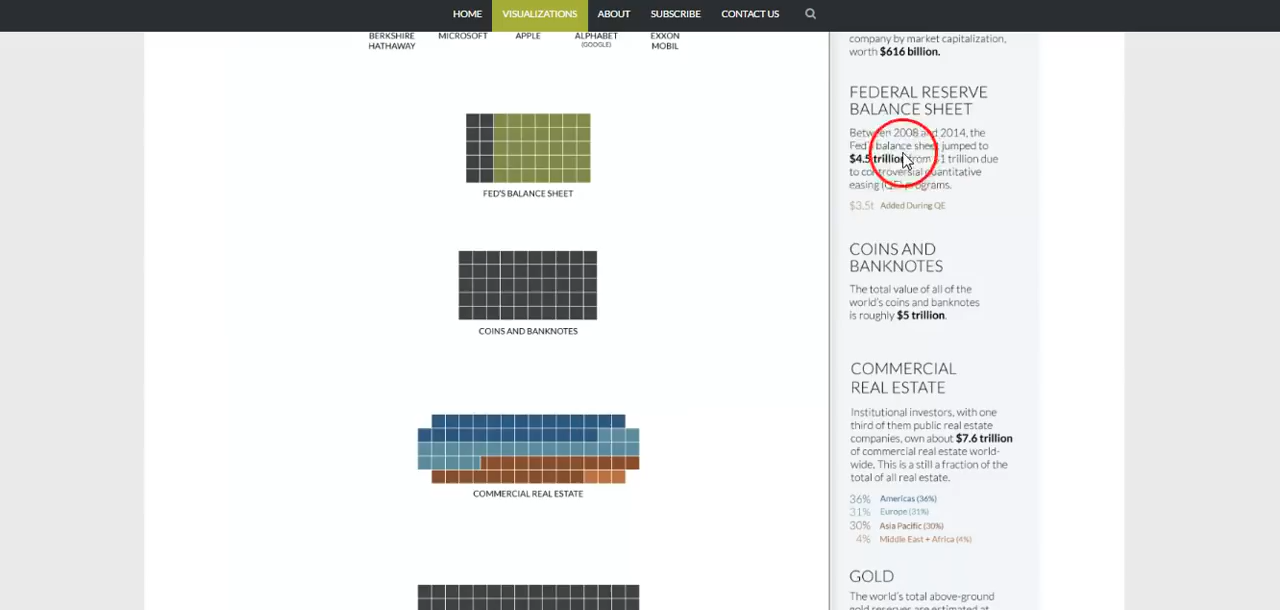 HOME VISUALIZATIONS ABOUT SUBSCRIBE CONTACT US
BERKSHIRE HATHAWAY
MICROSOFT
APPLE
ALPHABET
(GOOGLE)
EXXON MOBIL
FED'S BALANCE SHEET
COINS AND BANKNOTES
COMMERCIAL REAL ESTATE
company by market capitalization,
worth $616 billion.
FEDERAL RESERVE
BALANCE SHEET
Between 2008 and 2014, the
Fed's balance sheet jumped to
$4.5 trillion from $1 trillion due
to controversial quantitative
easing (QE) programs.
$3.5t Added During QE
COINS AND
BANKNOTES
The total value of all of the
world's coins and banknotes
is roughly $5 trillion.
COMMERCIAL
REAL ESTATE
Institutional investors, with one
third of them public real estate
companies, own about $7.6 trillion
of commercial real estate world-
wide. This is a still a fraction of the
total of all real estate.
36% Americas (36%)
31% Europe (31%)
30% Asia Pacific (30%)
4% Middle East + Africa (4%)
GOLD
The world's total above-ground
gold reserves are estimated at